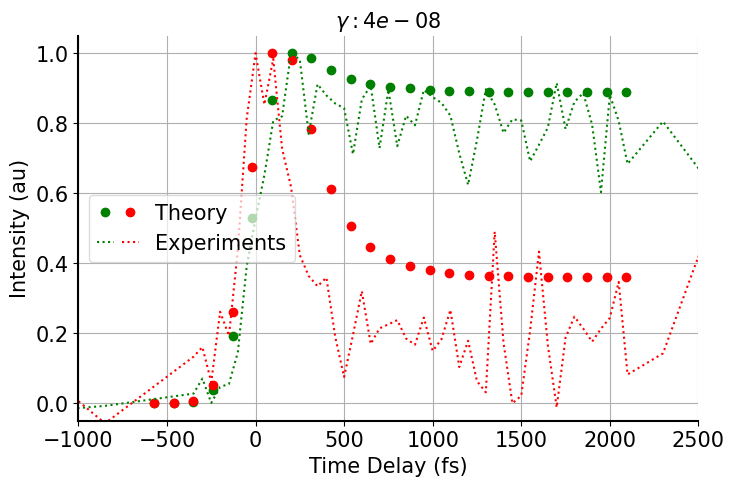 γ : 4e − 08
1.0
0.8
0.6
0.4
0.2
0.0
Intensity (au)
Theory
Experiments
−1000 −500 0 500 1000 1500 2000 2500
Time Delay (fs)